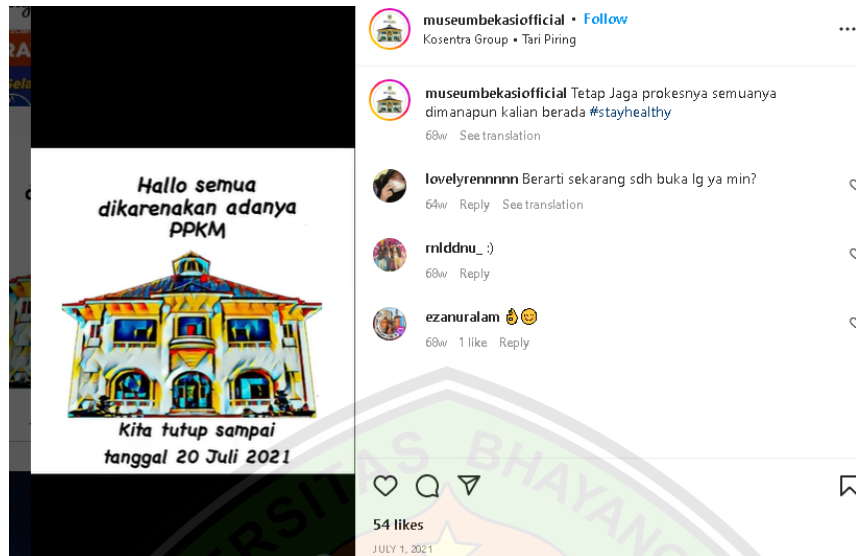 museumbekasiofficial • Follow
Kosentra Group • Tari Piring
museumbekasiofficial Tetap Jaga prokesnya semuanya
dimanapun kalian berada #stayhealthy
68w See translation
Hallo semua
dikarenakan adanya
PPKM
Kita tutup sampai
tanggal 20 Juli 2021
lovelyrennnnn Berarti sekarang sdh buka lg ya min?
64w Reply See translation
rnlddnu_ :)
68w Reply
ezanuralam 👌😏
68w 1 like Reply
54 likes
JULY 1, 2021